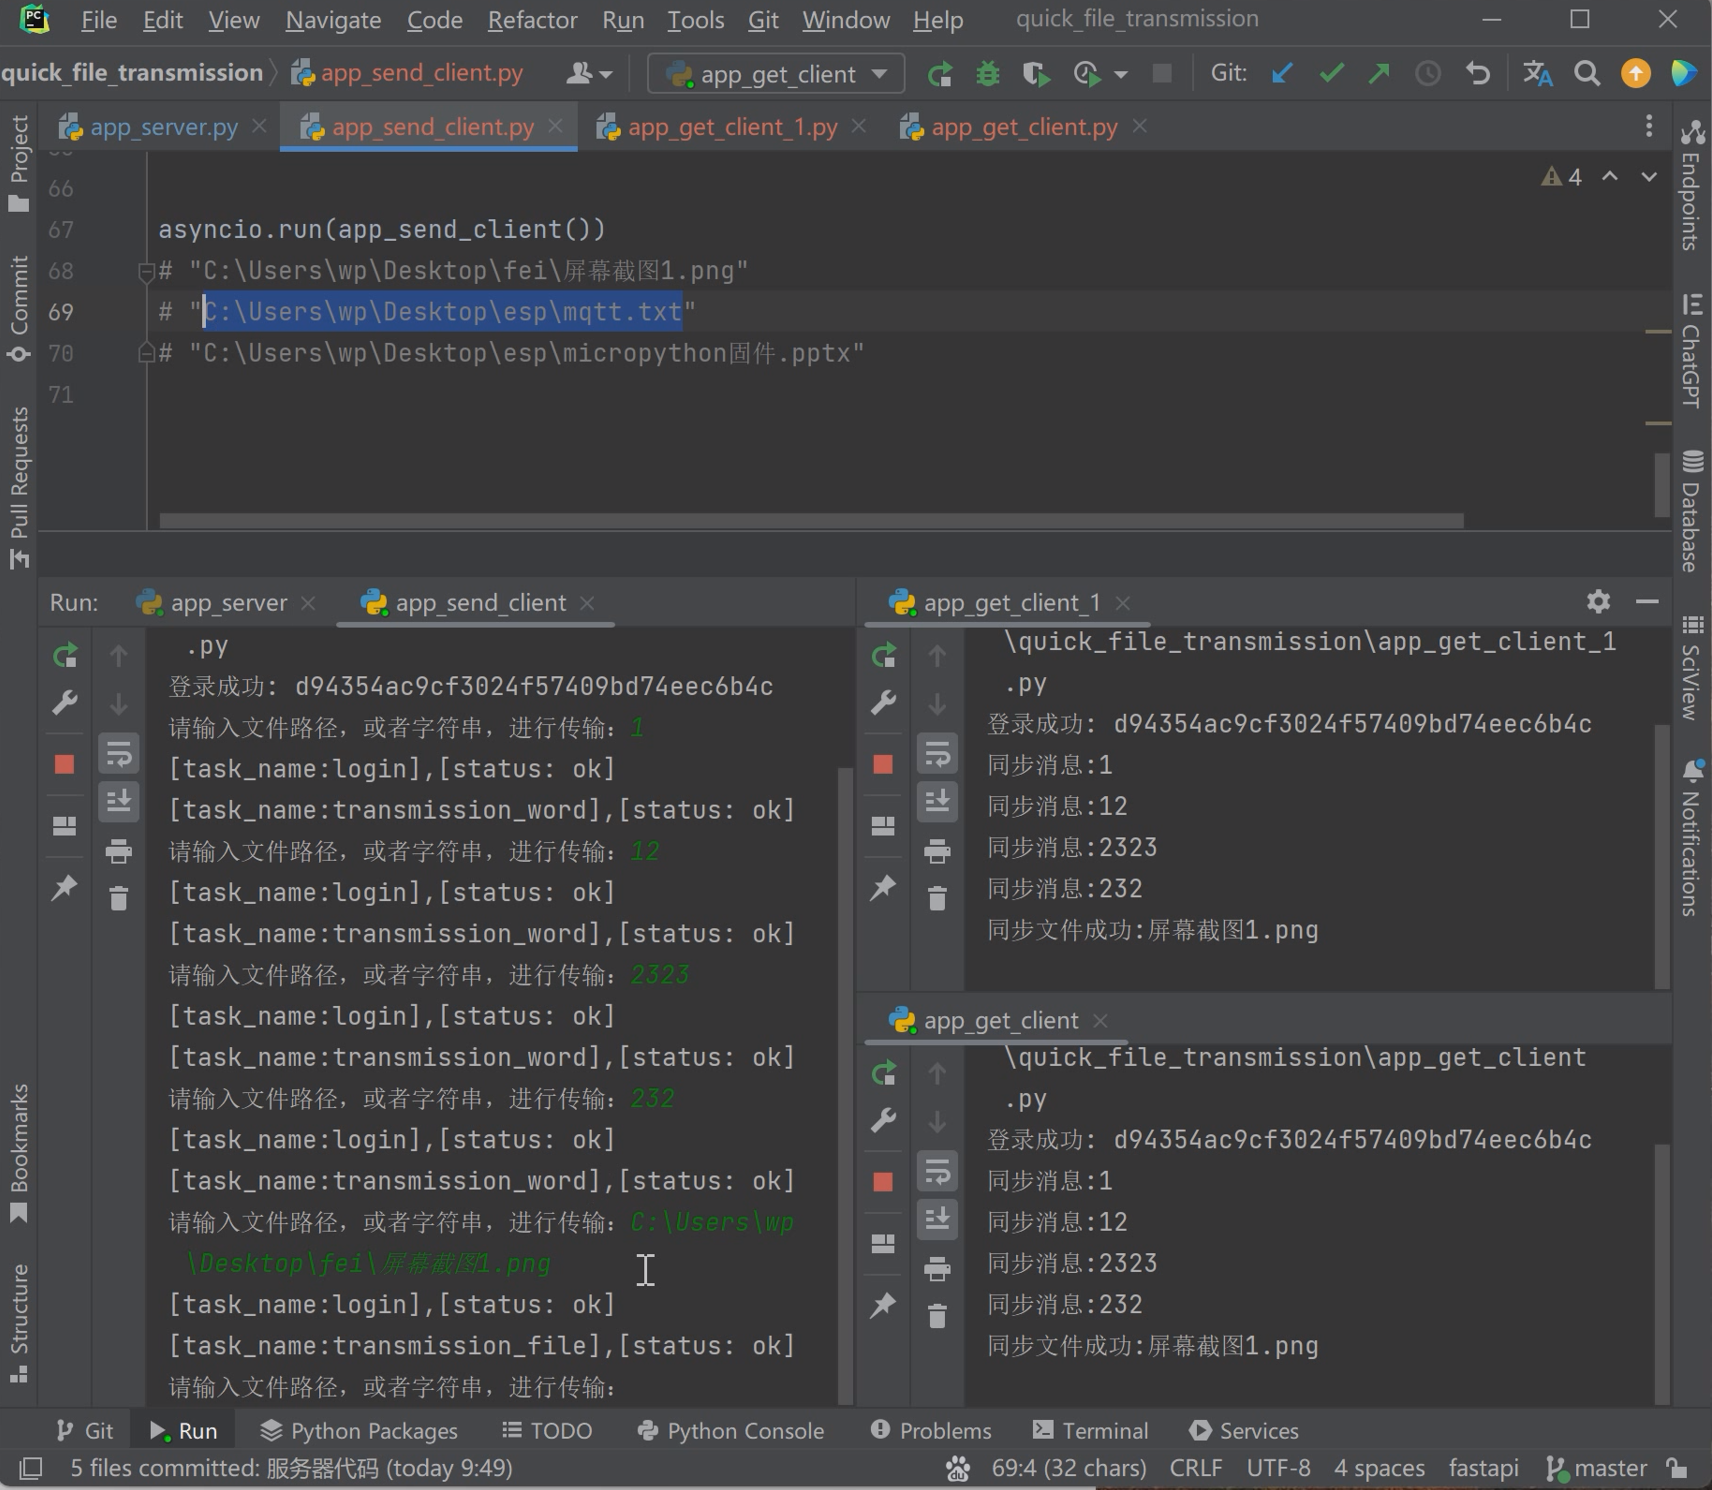 File Edit View Navigate Code Refactor Run Tools Git Window Help quick_file_transmission
quick_file_transmission app_send_client.py app_get_client Git:
app_server.py app_send_client.py app_get_client_1.py app_get_client.py
Project
Commit
Pull Requests
Bookmarks
Structure
66
4
67 asyncio.run(app_send_client())
68 # "C:\Users\wp\Desktop\fei\屏幕截图1.png"
69 # "C:\Users\wp\Desktop\esp\mqtt.txt"
70 # "C:\Users\wp\Desktop\esp\micropython固件.pptx"
71
Endpoints
ChatGPT
Database
SciView
Notifications
Run: app_server app_send_client
.py
登录成功: d94354ac9cf3024f57409bd74eec6b4c
请输入文件路径，或者字符串，进行传输：1
[task_name:login],[status: ok]
[task_name:transmission_word],[status: ok]
请输入文件路径，或者字符串，进行传输：12
[task_name:login],[status: ok]
[task_name:transmission_word],[status: ok]
请输入文件路径，或者字符串，进行传输：2323
[task_name:login],[status: ok]
[task_name:transmission_word],[status: ok]
请输入文件路径，或者字符串，进行传输：232
[task_name:login],[status: ok]
[task_name:transmission_word],[status: ok]
请输入文件路径，或者字符串，进行传输：C:\Users\wp
\Desktop\fei\屏幕截图1.png
[task_name:login],[status: ok]
[task_name:transmission_file],[status: ok]
请输入文件路径，或者字符串，进行传输：
app_get_client_1
\quick_file_transmission\app_get_client_1
.py
登录成功: d94354ac9cf3024f57409bd74eec6b4c
同步消息:1
同步消息:12
同步消息:2323
同步消息:232
同步文件成功:屏幕截图1.png
app_get_client
\quick_file_transmission\app_get_client
.py
登录成功: d94354ac9cf3024f57409bd74eec6b4c
同步消息:1
同步消息:12
同步消息:2323
同步消息:232
同步文件成功:屏幕截图1.png
Git Run Python Packages TODO Python Console Problems Terminal Services
5 files committed: 服务器代码 (today 9:49) du 69:4 (32 chars) CRLF UTF-8 4 spaces fastapi master